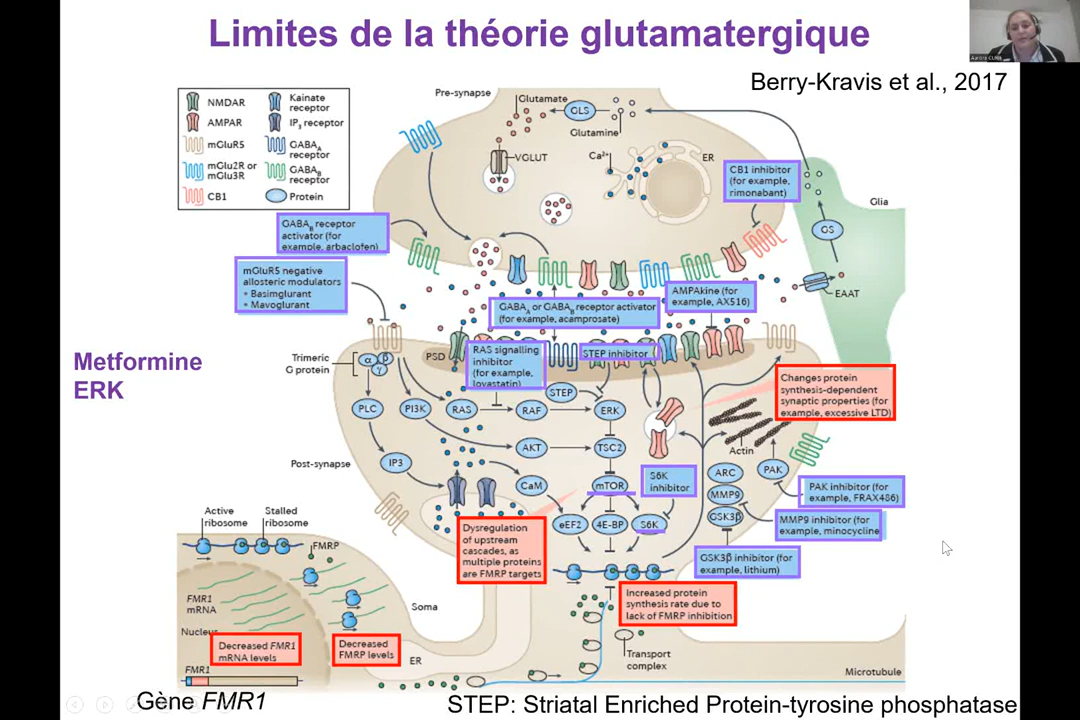 Limites de la théorie glutamatergique
Berry-Kravis et al., 2017
NMDAR
AMPAR
mGluR5
mGlu2R or
mGlu3R
CB1
Kainate
receptor
IP3 receptor
GABAA
receptor
GABAB
receptor
Protein
Pre-synapse
Glutamate
GLS
Glutamine
VGLUT
Ca2+
ER
CB1 inhibitor
(for example,
rimonabant)
Glia
GS
EAAT
GABAB receptor
activator (for
example, arbaclofen)
mGluR5 negative
allosteric modulators
• Basimglurant
• Mavoglurant
GABAA or GABAB receptor activator
(for example, acamprosate)
AMPAkine (for
example, AX516)
Metformine
ERK
Trimeric
G protein
α
β
γ
PSD
RAS signalling
inhibitor
(for example,
lovastatin)
STEP inhibitor
STEP
Changes protein
synthesis-dependent
synaptic properties (for
example, excessive LTD)
PLC
PI3K
RAS
RAF
ERK
AKT
TSC2
Actin
Post-synapse
IP3
CaM
mTOR
S6K
inhibitor
ARC
MMP9
GSK3β
PAK
PAK inhibitor (for
example, FRAX486)
eEF2
4E-BP
S6K
MMP9 inhibitor (for
example, minocycline
GSK3β inhibitor (for
example, lithium)
Active
ribosome
Stalled
ribosome
FMRP
Dysregulation
of upstream
cascades, as
multiple proteins
are FMRP targets
Increased protein
synthesis rate due to
lack of FMRP inhibition
FMR1
mRNA
Soma
Nucleus
Decreased FMR1
mRNA levels
Decreased
FMRP levels
ER
Transport
complex
Microtubule
FMR1
Gène FMR1
STEP: Striatal Enriched Protein-tyrosine phosphatase